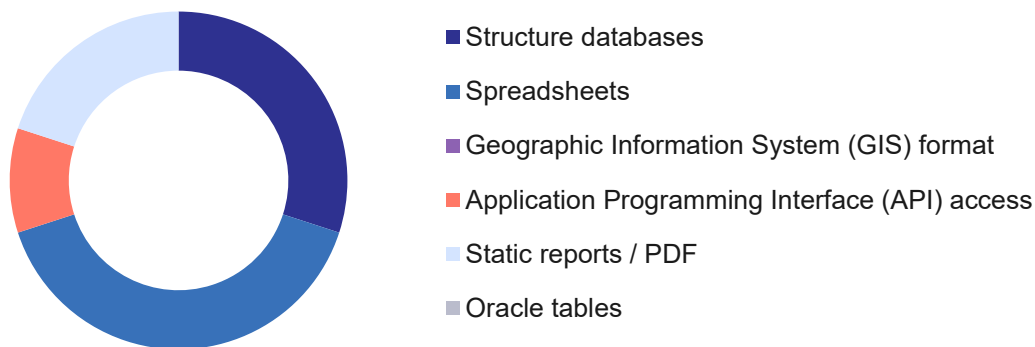 Structure databases
Spreadsheets
Geographic Information System (GIS) format
Application Programming Interface (API) access
Static reports / PDF
Oracle tables